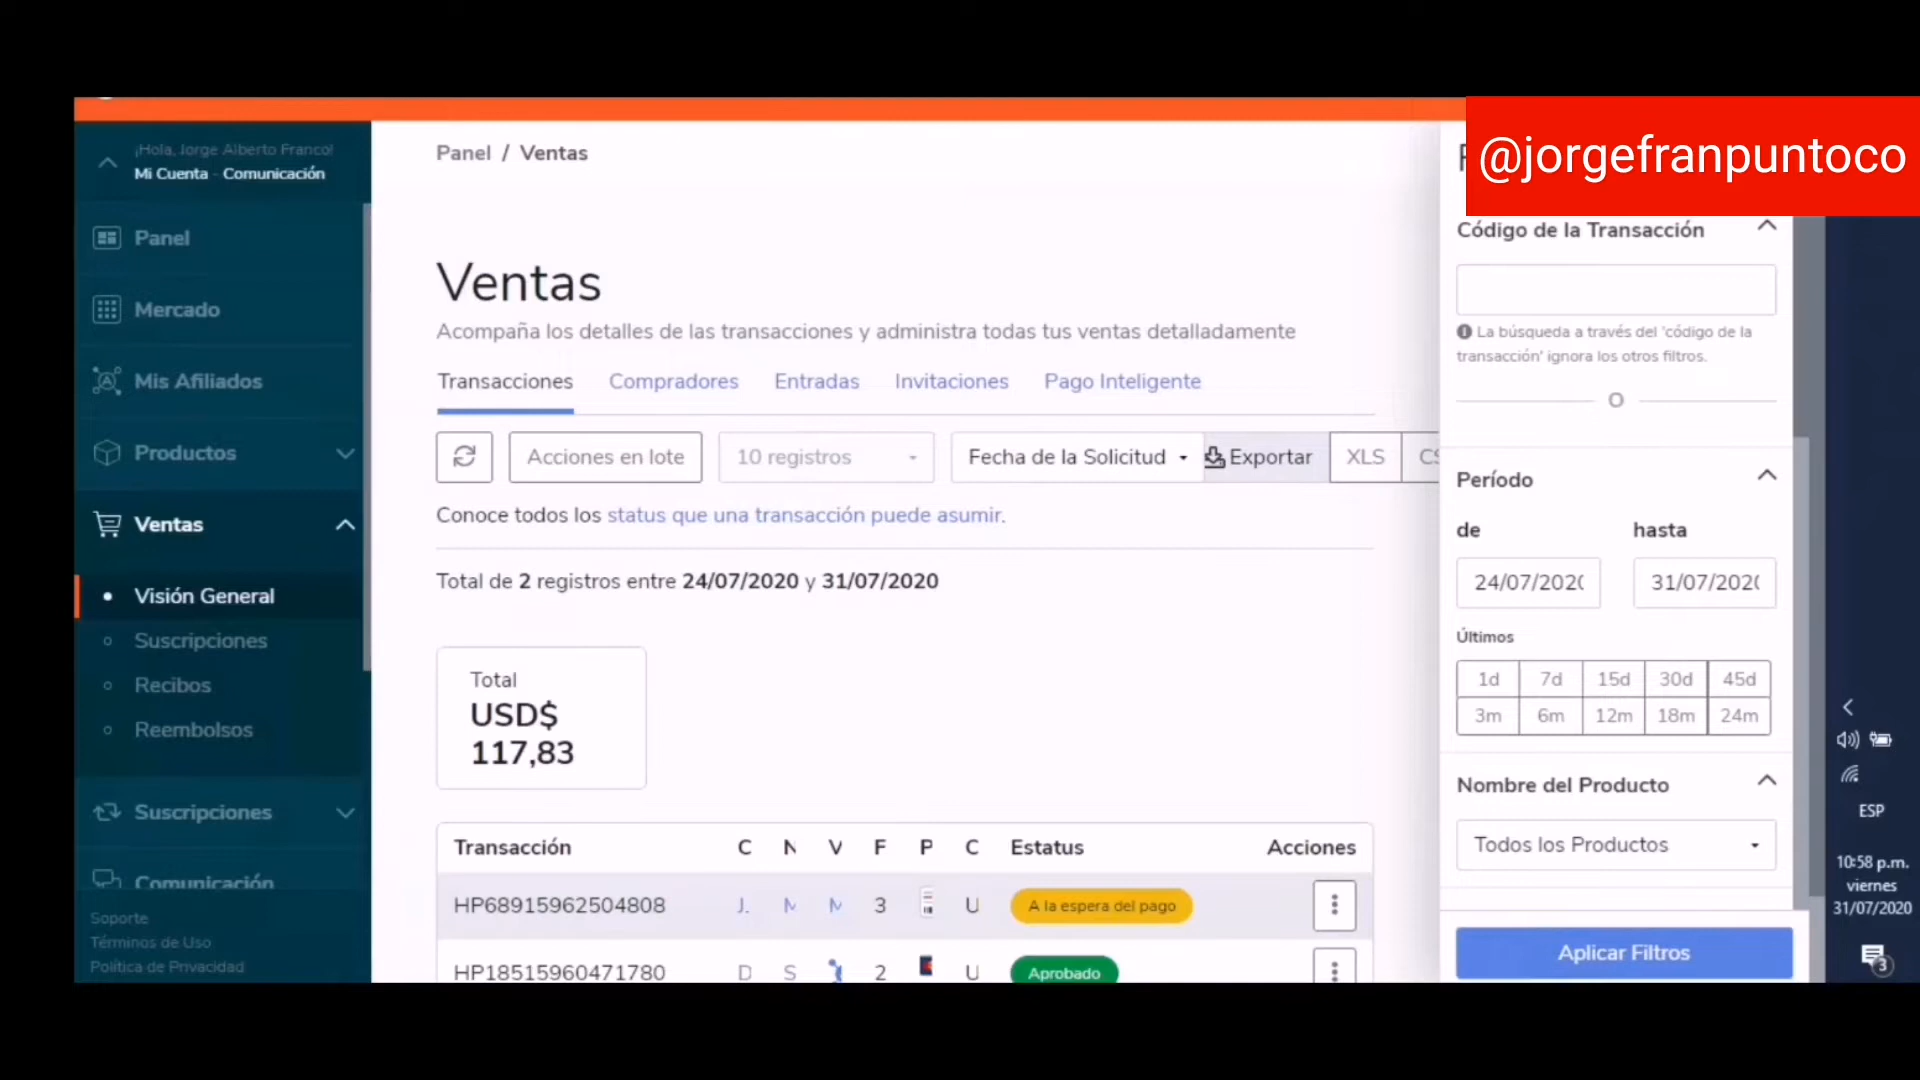 @jorgefranpuntoco
¡Hola, Jorge Alberto Franco!
Mi Cuenta - Comunicación
Panel
Mercado
Mis Afiliados
Productos
Ventas
Visión General
Suscripciones
Recibos
Reembolsos
Suscripciones
Comunicación
Soporte
Términos de Uso
Política de Privacidad
Panel / Ventas
Ventas
Acompaña los detalles de las transacciones y administra todas tus ventas detalladamente
Transacciones Compradores Entradas Invitaciones Pago Inteligente
Acciones en lote 10 registros Fecha de la Solicitud Exportar XLS
Conoce todos los status que una transacción puede asumir.
Total de 2 registros entre 24/07/2020 y 31/07/2020
Total
USD$
117,83
Transacción C N V F P C Estatus Acciones
HP68915962504808 J. M M 3 U A la espera del pago
HP18515960471780 D S 2 U Aprobado
Código de la Transacción
La búsqueda a través del 'código de la
transacción' ignora los otros filtros.
O
Período
de hasta
24/07/202 31/07/202
Últimos
1d 7d 15d 30d 45d
3m 6m 12m 18m 24m
Nombre del Producto
Todos los Productos
Aplicar Filtros
ESP
10:58 p.m.
viernes
31/07/2020
3